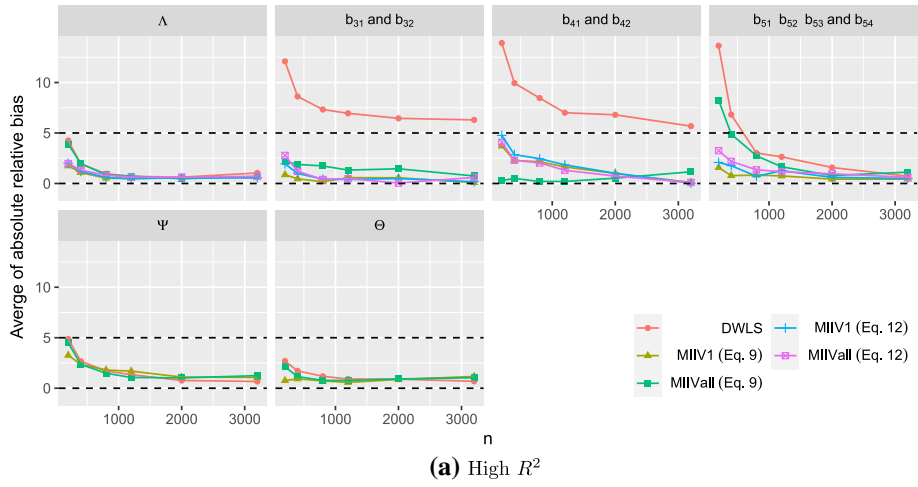 Λ
b31 and b32
b41 and b42
b51 b52 b53 and b54
Averge of absolute relative bias
10
5
0
1000 2000 3000
1000 2000 3000
Ψ
Θ
10
5
0
1000 2000 3000
1000 2000 3000
n
DWLS
MIIV1 (Eq. 9)
MIIVall (Eq. 9)
MIIV1 (Eq. 12)
MIIVall (Eq. 12)
(a) High R²